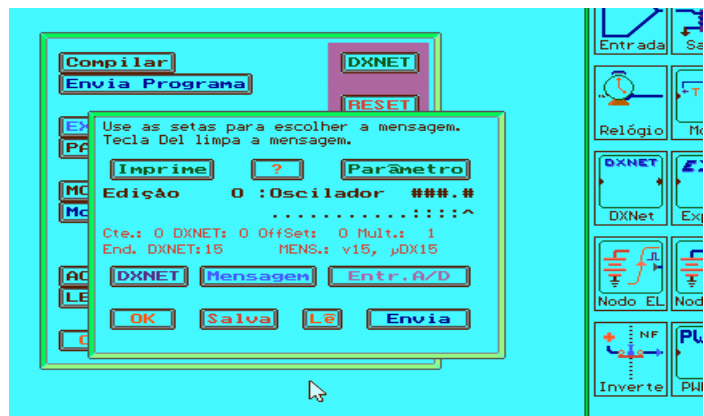 Compilar
DXNET
Envia Programa
RESET
Use as setas para escolher a mensagem.
Tecla Del limpa a mensagem.
Imprime ? Parâmetro
Edição 0 :Oscilador ###.#
...........::::^
Cte.: 0 DXNET: 0 OffSet: 0 Mult.: 1
End. DXNET:15 MENS.: v15, µDX15
DXNET Mensagem Entr.A/D
OK Salva Lê Envia
Entrada
Relógio
DXNET
DXNet
Nodo EL
Nodo
NF
Inverte